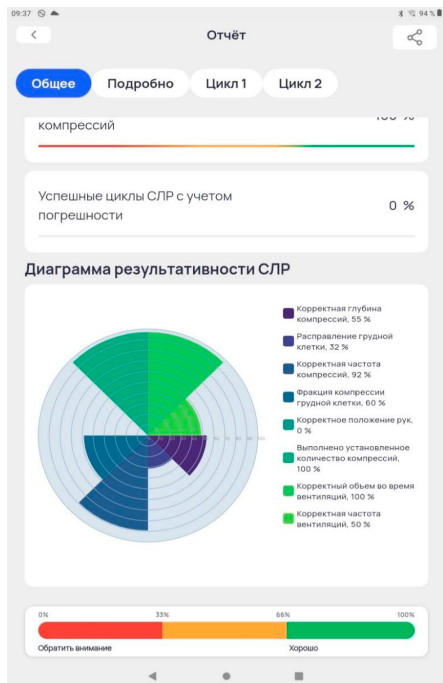 09:37
94 %
Отчёт
Общее
Подробно
Цикл 1
Цикл 2
компрессий
100 %
Успешные циклы СЛР с учетом
погрешности
0 %
Диаграмма результативности СЛР
Корректная глубина
компрессий, 55 %
Расправление грудной
клетки, 32 %
Корректная частота
компрессий, 92 %
Фракция компрессии
грудной клетки, 60 %
Корректное положение рук,
0 %
Выполнено установленное
количество компрессий,
100 %
Корректный объем во время
вентиляций, 100 %
Корректная частота
вентиляций, 50 %
0%
33%
66%
100%
Обратить внимание
Хорошо